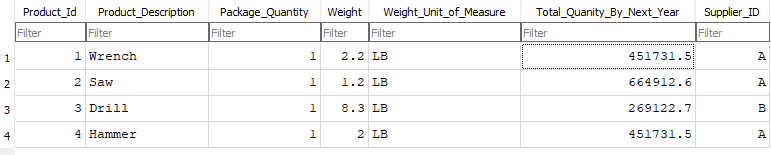 Product_Id Product_Description Package_Quantity Weight Weight_Unit_of_Measure Total_Quanity_By_Next_Year Supplier_ID
Filter Filter Filter Filter Filter Filter Filter
1 1 Wrench 1 2.2 LB 451731.5 A
2 2 Saw 1 1.2 LB 664912.6 A
3 3 Drill 1 8.3 LB 269122.7 B
4 4 Hammer 1 2 LB 451731.5 A